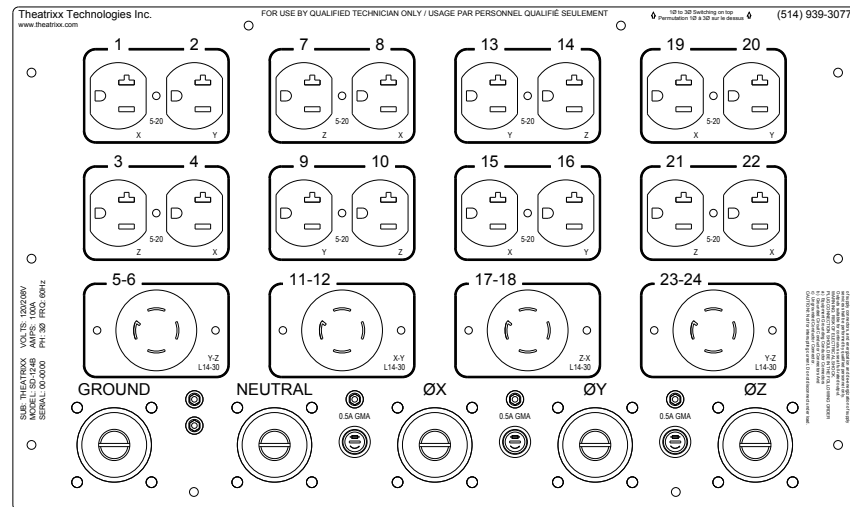 Theatrixx Technologies Inc.
www.theatrixx.com
FOR USE BY QUALIFIED TECHNICIAN ONLY / USAGE PAR PERSONNEL QUALIFIÉ SEULEMENT
1Ø to 3Ø Switching on top
Permutation 1Ø à 3Ø sur le dessus
(514) 939-3077
1 2 7 8 13 14 19 20
5-20 5-20 5-20 5-20
X Y Z X Y Z X Y
3 4 9 10 15 16 21 22
5-20 5-20 5-20 5-20
Z X Y Z X Y Z X
5-6 11-12 17-18 23-24
Y-Z X-Y Z-X Y-Z
L14-30 L14-30 L14-30 L14-30
GROUND NEUTRAL ØX ØY ØZ
0.5A GMA 0.5A GMA 0.5A GMA
SUB: THEATRIXX VOLTS: 120/208V
MODEL: SD-124B AMPS: 100A
SERIAL: 00-0000 PH: 3Ø FRQ: 60Hz